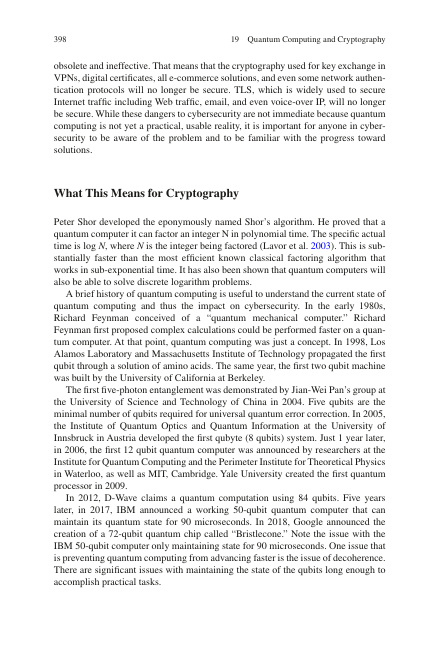 398
19 Quantum Computing and Cryptography
obsolete and ineffective. That means that the cryptography used for key exchange in
VPNs, digital certificates, all e-commerce solutions, and even some network authen-
tication protocols will no longer be secure. TLS, which is widely used to secure
Internet traffic including Web traffic, email, and even voice-over IP, will no longer
be secure. While these dangers to cybersecurity are not immediate because quantum
computing is not yet a practical, usable reality, it is important for anyone in cyber-
security to be aware of the problem and to be familiar with the progress toward
solutions.
What This Means for Cryptography
Peter Shor developed the eponymously named Shor's algorithm. He proved that a
quantum computer it can factor an integer N in polynomial time. The specific actual
time is log N, where N is the integer being factored (Lavor et al. 2003). This is sub-
stantially faster than the most efficient known classical factoring algorithm that
works in sub-exponential time. It has also been shown that quantum computers will
also be able to solve discrete logarithm problems.
A brief history of quantum computing is useful to understand the current state of
quantum computing and thus the impact on cybersecurity. In the early 1980s,
Richard Feynman conceived of a “quantum mechanical computer.” Richard
Feynman first proposed complex calculations could be performed faster on a quan-
tum computer. At that point, quantum computing was just a concept. In 1998, Los
Alamos Laboratory and Massachusetts Institute of Technology propagated the first
qubit through a solution of amino acids. The same year, the first two qubit machine
was built by the University of California at Berkeley.
The first five-photon entanglement was demonstrated by Jian-Wei Pan's group at
the University of Science and Technology of China in 2004. Five qubits are the
minimal number of qubits required for universal quantum error correction. In 2005,
the Institute of Quantum Optics and Quantum Information at the University of
Innsbruck in Austria developed the first qubyte (8 qubits) system. Just 1 year later,
in 2006, the first 12 qubit quantum computer was announced by researchers at the
Institute for Quantum Computing and the Perimeter Institute for Theoretical Physics
in Waterloo, as well as MIT, Cambridge. Yale University created the first quantum
processor in 2009.
In 2012, D-Wave claims a quantum computation using 84 qubits. Five years
later, in 2017, IBM announced a working 50-qubit quantum computer that can
maintain its quantum state for 90 microseconds. In 2018, Google announced the
creation of a 72-qubit quantum chip called “Bristlecone.” Note the issue with the
IBM 50-qubit computer only maintaining state for 90 microseconds. One issue that
is preventing quantum computing from advancing faster is the issue of decoherence.
There are significant issues with maintaining the state of the qubits long enough to
accomplish practical tasks.